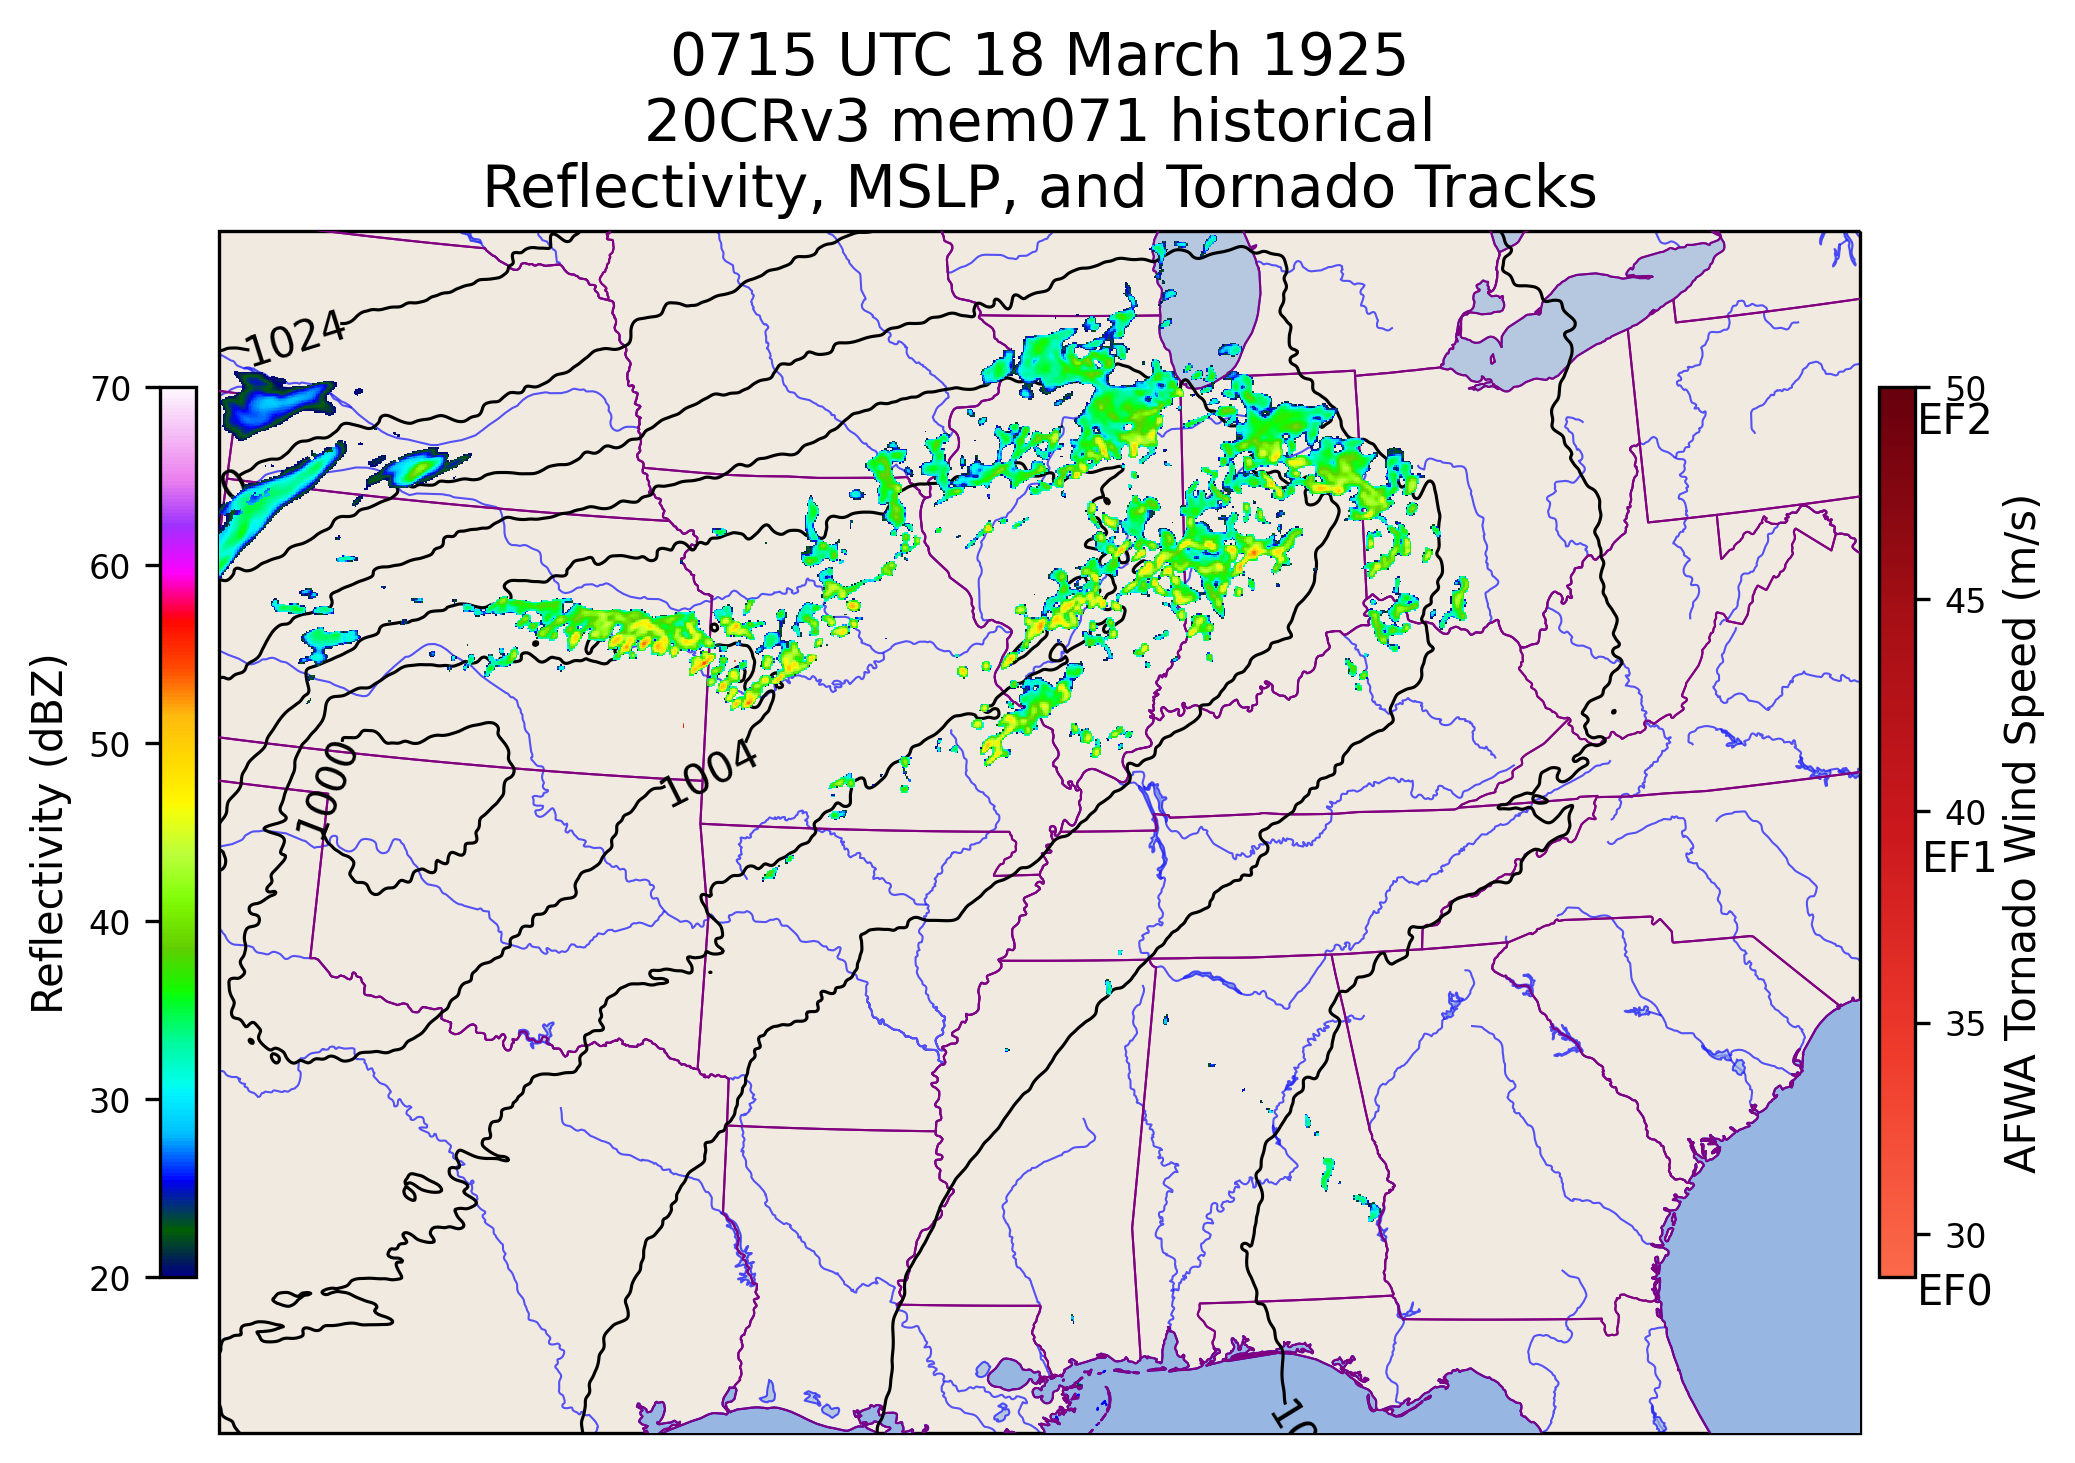 0715 UTC 18 March 1925
20CRv3 mem071 historical
Reflectivity, MSLP, and Tornado Tracks
1024
1000
1004
70
60
50
40
30
20
Reflectivity (dBZ)
50
EF2
45
40
EF1
35
30
EF0
AFWA Tornado Wind Speed (m/s)